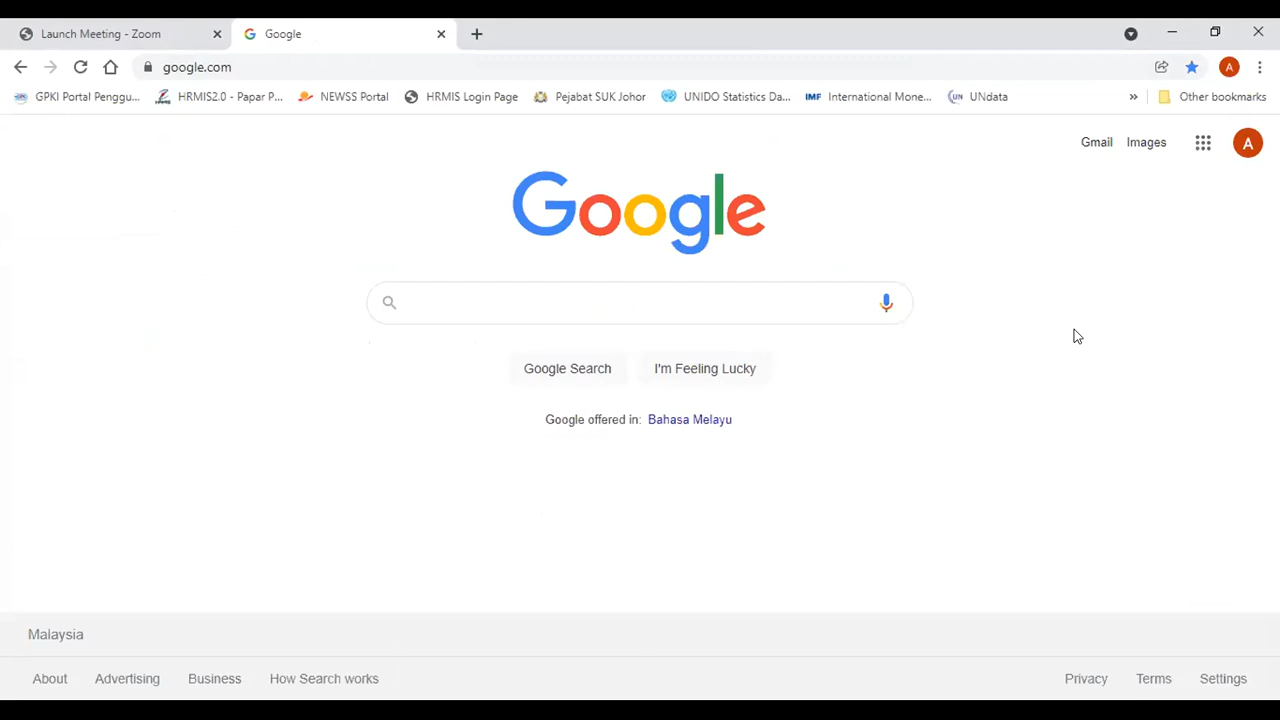 Launch Meeting - Zoom
Google
google.com
A
GPKI Portal Penggu...
HRMIS2.0 - Papar P...
NEWSS Portal
HRMIS Login Page
Pejabat SUK Johor
UNIDO Statistics Da...
IMF International Mone...
UNdata
»
Other bookmarks
Gmail
Images
A
Google
Google Search
I'm Feeling Lucky
Google offered in: Bahasa Melayu
Malaysia
About
Advertising
Business
How Search works
Privacy
Terms
Settings